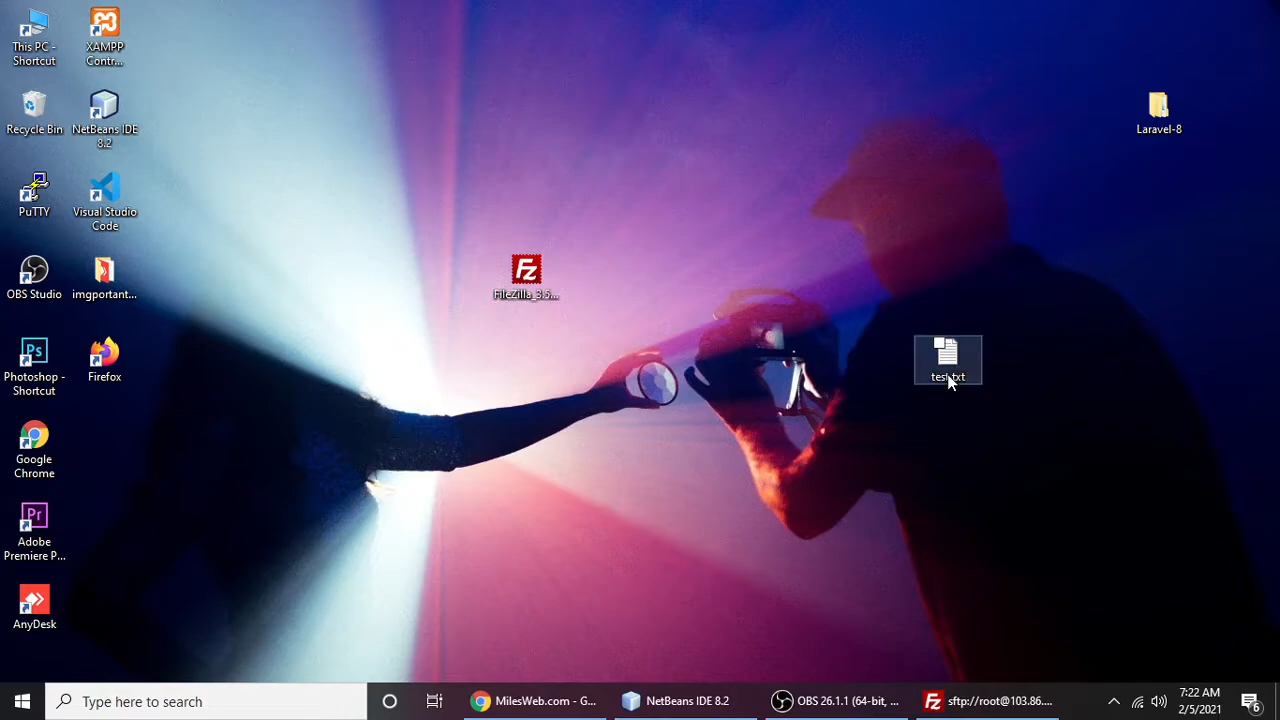 This PC -
Shortcut
XAMPP
Contr...
Recycle Bin
NetBeans IDE
8.2
PuTTY
Visual Studio
Code
OBS Studio
imgportant...
Photoshop -
Shortcut
Firefox
Google
Chrome
Adobe
Premiere P...
AnyDesk
FileZilla_3.5...
test.txt
Laravel-8
Type here to search
MilesWeb.com - G...
NetBeans IDE 8.2
OBS 26.1.1 (64-bit, ...
sftp://root@103.86....
7:22 AM
2/5/2021
6